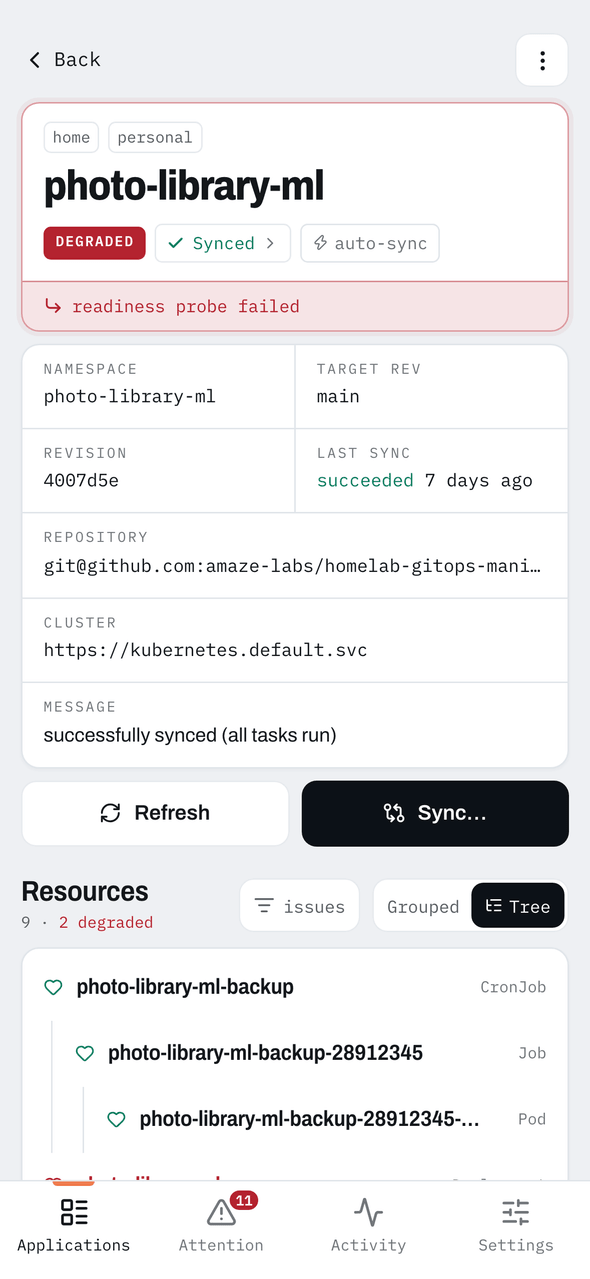 Back
home personal
photo-library-ml
DEGRADED Synced auto-sync
readiness probe failed
NAMESPACE TARGET REV
photo-library-ml main
REVISION LAST SYNC
4007d5e succeeded 7 days ago
REPOSITORY
git@github.com:amaze-labs/homelab-gitops-mani…
CLUSTER
https://kubernetes.default.svc
MESSAGE
successfully synced (all tasks run)
Refresh Sync…
Resources
9 · 2 degraded issues Grouped Tree
photo-library-ml-backup CronJob
photo-library-ml-backup-28912345 Job
photo-library-ml-backup-28912345-… Pod
11
Applications Attention Activity Settings